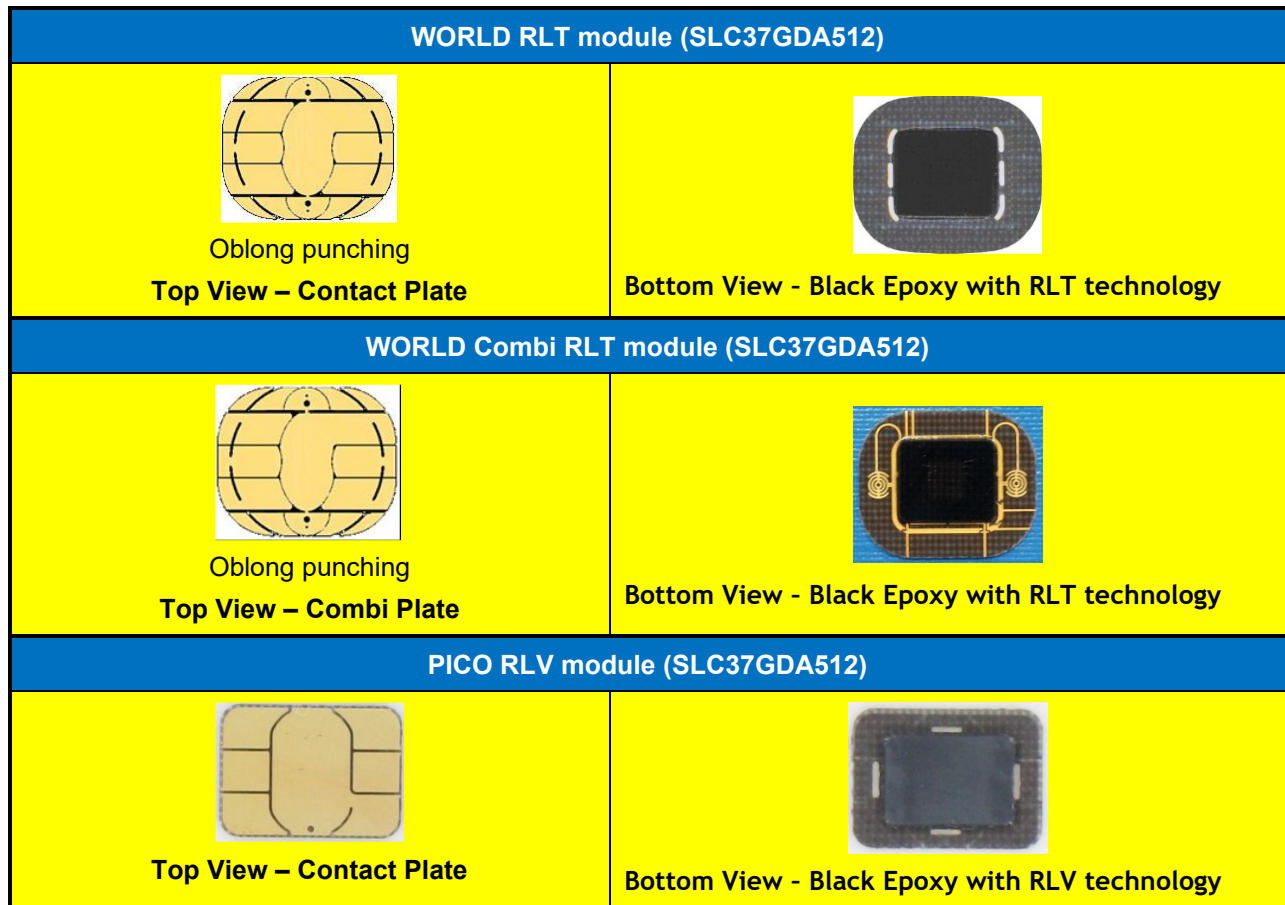 WORLD RLT module (SLC37GDA512)
Oblong punching
Top View – Contact Plate
Bottom View - Black Epoxy with RLT technology
WORLD Combi RLT module (SLC37GDA512)
Oblong punching
Top View – Combi Plate
Bottom View - Black Epoxy with RLT technology
PICO RLV module (SLC37GDA512)
Top View – Contact Plate
Bottom View - Black Epoxy with RLV technology